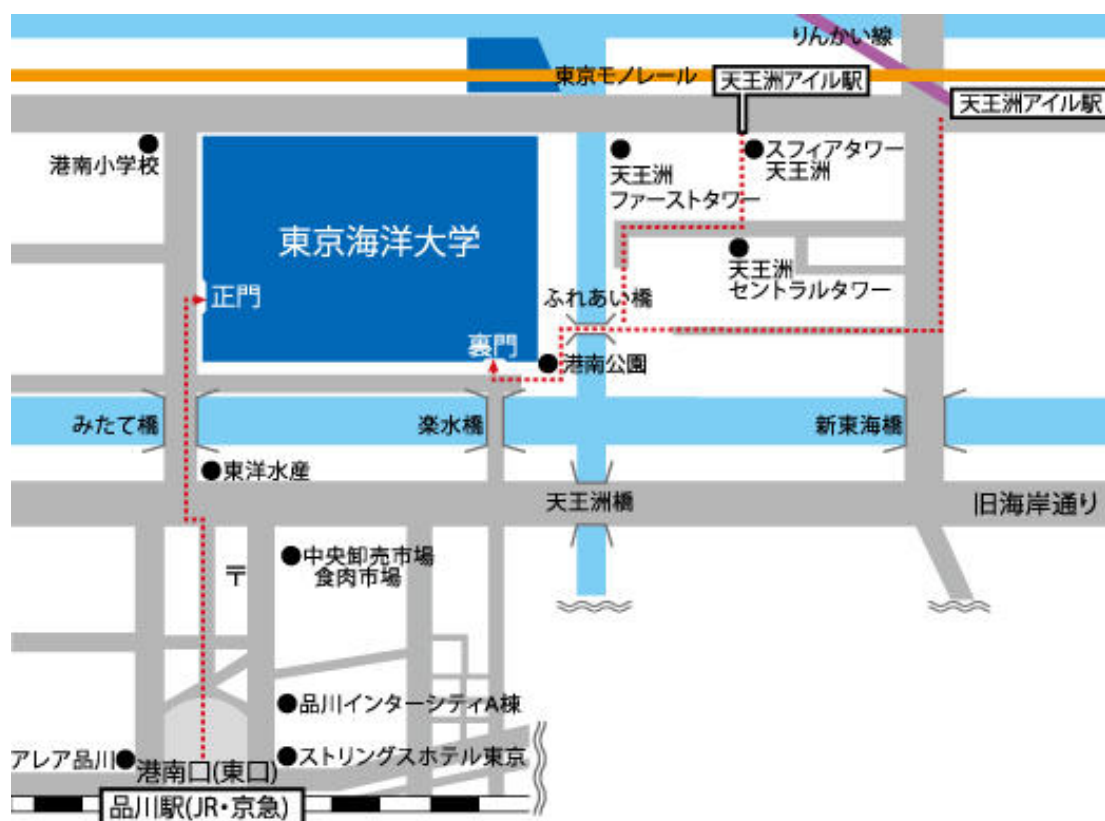 りんかい線
東京モノレール
天王洲アイル駅
天王洲アイル駅
港南小学校
天王洲
ファーストタワー
スフィアタワー
天王洲
東京海洋大学
天王洲
セントラルタワー
正門
ふれあい橋
裏門
港南公園
みたて橋
楽水橋
新東海橋
東洋水産
天王洲橋
旧海岸通り
中央卸売市場
食肉市場
〒
品川インターシティA棟
アレア品川
ストリングスホテル東京
港南口(東口)
品川駅(JR・京急)